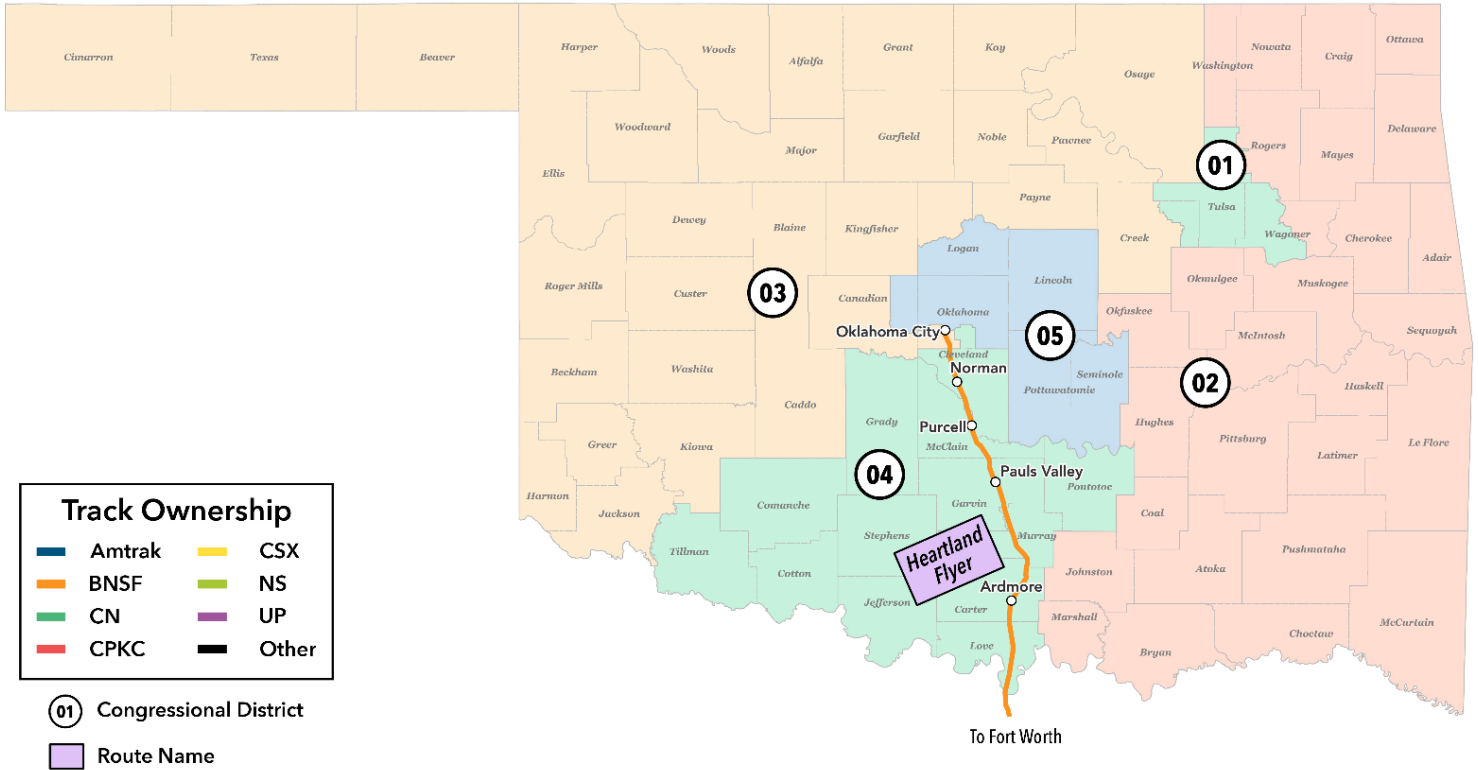 Cimarron
Texas
Beaver
Harper
Woods
Alfalfa
Grant
Kay
Osage
Washington
Nowata
Craig
Ottawa
Woodward
Major
Garfield
Noble
Pawnee
Rogers
Mayes
Delaware
Ellis
01
Dewey
Blaine
Kingfisher
Payne
Creek
Tulsa
Wagoner
Cherokee
Adair
Logan
Lincoln
Okmulgee
Muskogee
Roger Mills
Custer
03
Canadian
Oklahoma
Okfuskee
Sequoyah
Oklahoma City
05
McIntosh
Cleveland
Norman
Beckham
Washita
Seminole
Pottawatomie
02
Haskell
Caddo
Grady
Purcell
McClain
Hughes
Pittsburg
Latimer
Le Flore
Greer
Kiowa
04
Pauls Valley
Pontotoc
Harmon
Jackson
Comanche
Garvin
Coal
Stephens
Murray
Tillman
Cotton
Heartland
Flyer
Johnston
Atoka
Pushmataha
Ardmore
Jefferson
Carter
Marshall
Choctaw
McCurtain
Love
Bryan
To Fort Worth
Track Ownership
Amtrak
CSX
BNSF
NS
CN
UP
CPKC
Other
01
Congressional District
Route Name